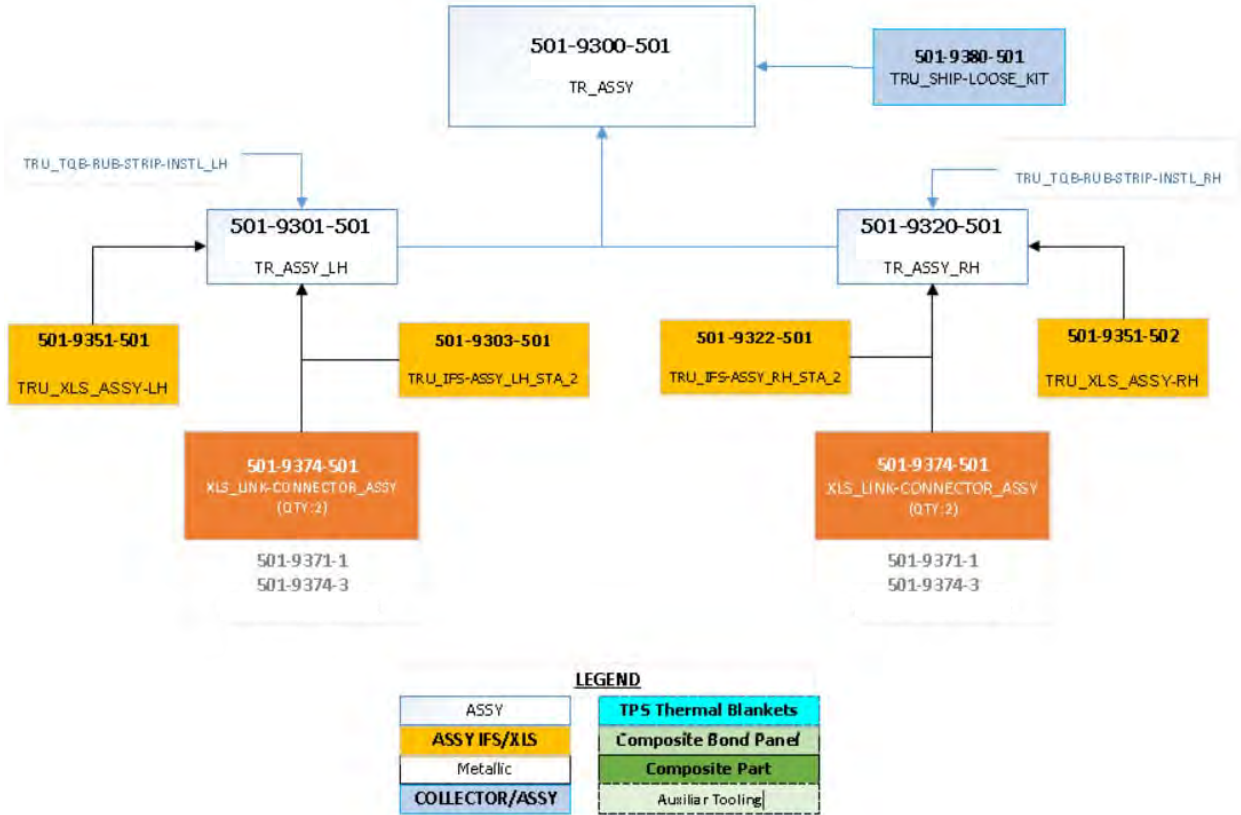 501-9300-501
TR_ASSY
501-9380-501
TRU_SHIP-LOOSE_KIT
TRU_TQB-RUB-STRIP-INSTL_LH
TRU_TQB-RUB-STRIP-INSTL_RH
501-9301-501
TR_ASSY_LH
501-9320-501
TR_ASSY_RH
501-9351-501
TRU_XLS_ASSY-LH
501-9303-501
TRU_IFS-ASSY_LH_STA_2
501-9322-501
TRU_IFS-ASSY_RH_STA_2
501-9351-502
TRU_XLS_ASSY-RH
501-9374-501
XLS_LINK-CONNECTOR_ASSY
(QTY:2)
501-9371-1
501-9374-3
501-9374-501
XLS_LINK-CONNECTOR_ASSY
(QTY:2)
501-9371-1
501-9374-3
LEGEND
ASSY
TPS Thermal Blankets
ASSY IFS/XLS
Composite Bond Panel
Metallic
Composite Part
COLLECTOR/ASSY
Auxiliar Tooling